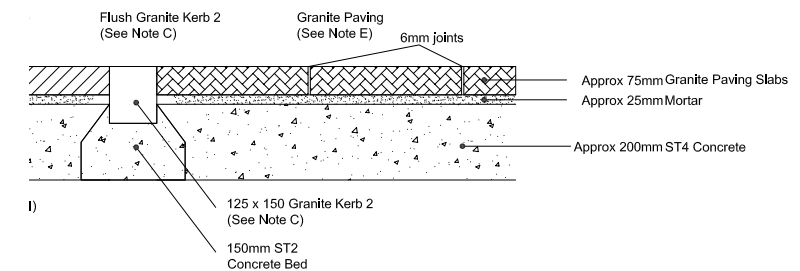 Flush Granite Kerb 2
(See Note C)
Granite Paving
(See Note E)
6mm joints
Approx 75mm Granite Paving Slabs
Approx 25mm Mortar
Approx 200mm ST4 Concrete
l)
125 x 150 Granite Kerb 2
(See Note C)
150mm ST2
Concrete Bed